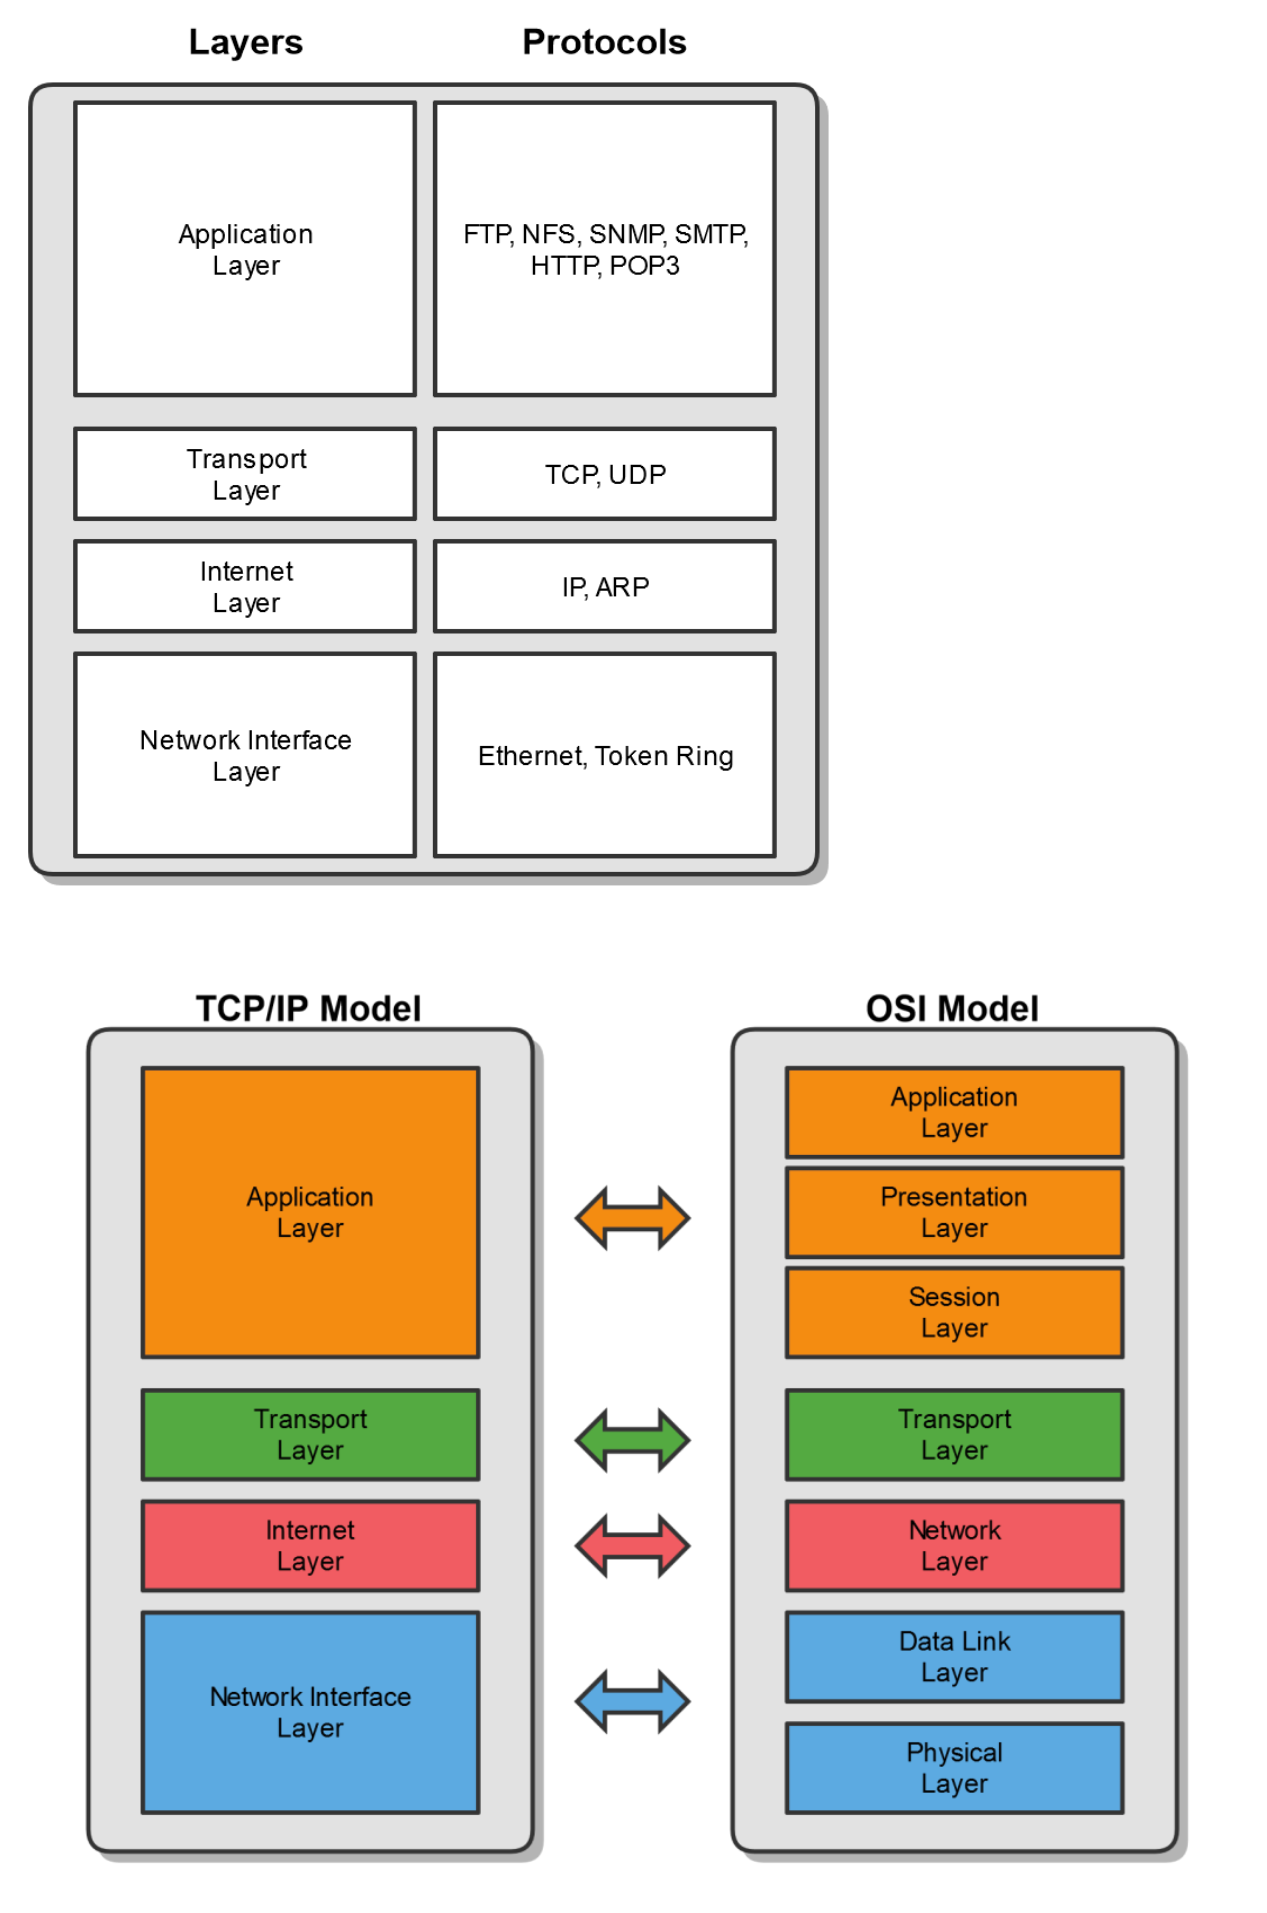 Layers
Protocols
Application
Layer
FTP, NFS, SNMP, SMTP,
HTTP, POP3
Transport
Layer
TCP, UDP
Internet
Layer
IP, ARP
Network Interface
Layer
Ethernet, Token Ring
TCP/IP Model
Application
Layer
Transport
Layer
Internet
Layer
Network Interface
Layer
OSI Model
Application
Layer
Presentation
Layer
Session
Layer
Transport
Layer
Network
Layer
Data Link
Layer
Physical
Layer